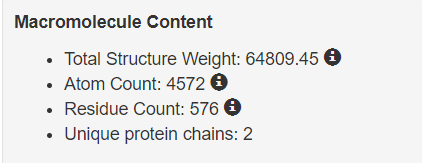 Macromolecule Content
• Total Structure Weight: 64809.45
• Atom Count: 4572
• Residue Count: 576
• Unique protein chains: 2